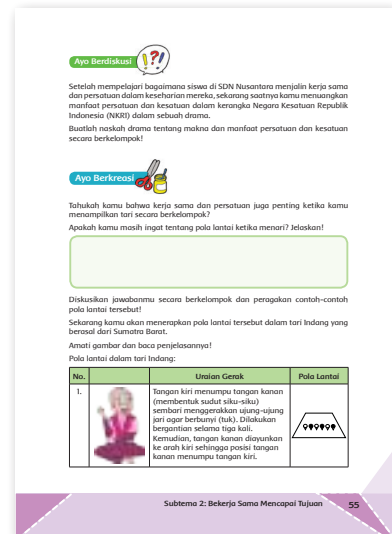 Ayo Berdiskusi
Setelah mempelajari bagaimana siswa di SDN Nusantara menjalin kerja sama
dan persatuan dalam keseharian mereka, sekarang saatnya kamu menuangkan
manfaat persatuan dan kesatuan dalam kerangka Negara Kesatuan Republik
Indonesia (NKRI) dalam sebuah drama.
Buatlah naskah drama tentang makna dan manfaat persatuan dan kesatuan
secara berkelompok!
Ayo Berkreasi
Tahukah kamu bahwa kerja sama dan persatuan juga penting ketika kamu
menampilkan tari secara berkelompok?
Apakah kamu masih ingat tentang pola lantai ketika menari? Jelaskan!
Diskusikan jawabanmu secara berkelompok dan peragakan contoh-contoh
pola lantai tersebut!
Sekarang kamu akan menerapkan pola lantai tersebut dalam tari Indang yang
berasal dari Sumatra Barat.
Amati gambar dan baca penjelasannya!
Pola lantai dalam tari Indang:
No. Uraian Gerak Pola Lantai
1. Tangan kiri menumpu tangan kanan
(membentuk sudut siku-siku)
sembari menggerakkan ujung-ujung
jari agar berbunyi (tuk). Dilakukan
bergantian selama tiga kali.
Kemudian, tangan kanan diayunkan
ke arah kiri sehingga posisi tangan
kanan menumpu tangan kiri.
Subtema 2: Bekerja Sama Mencapai Tujuan 55